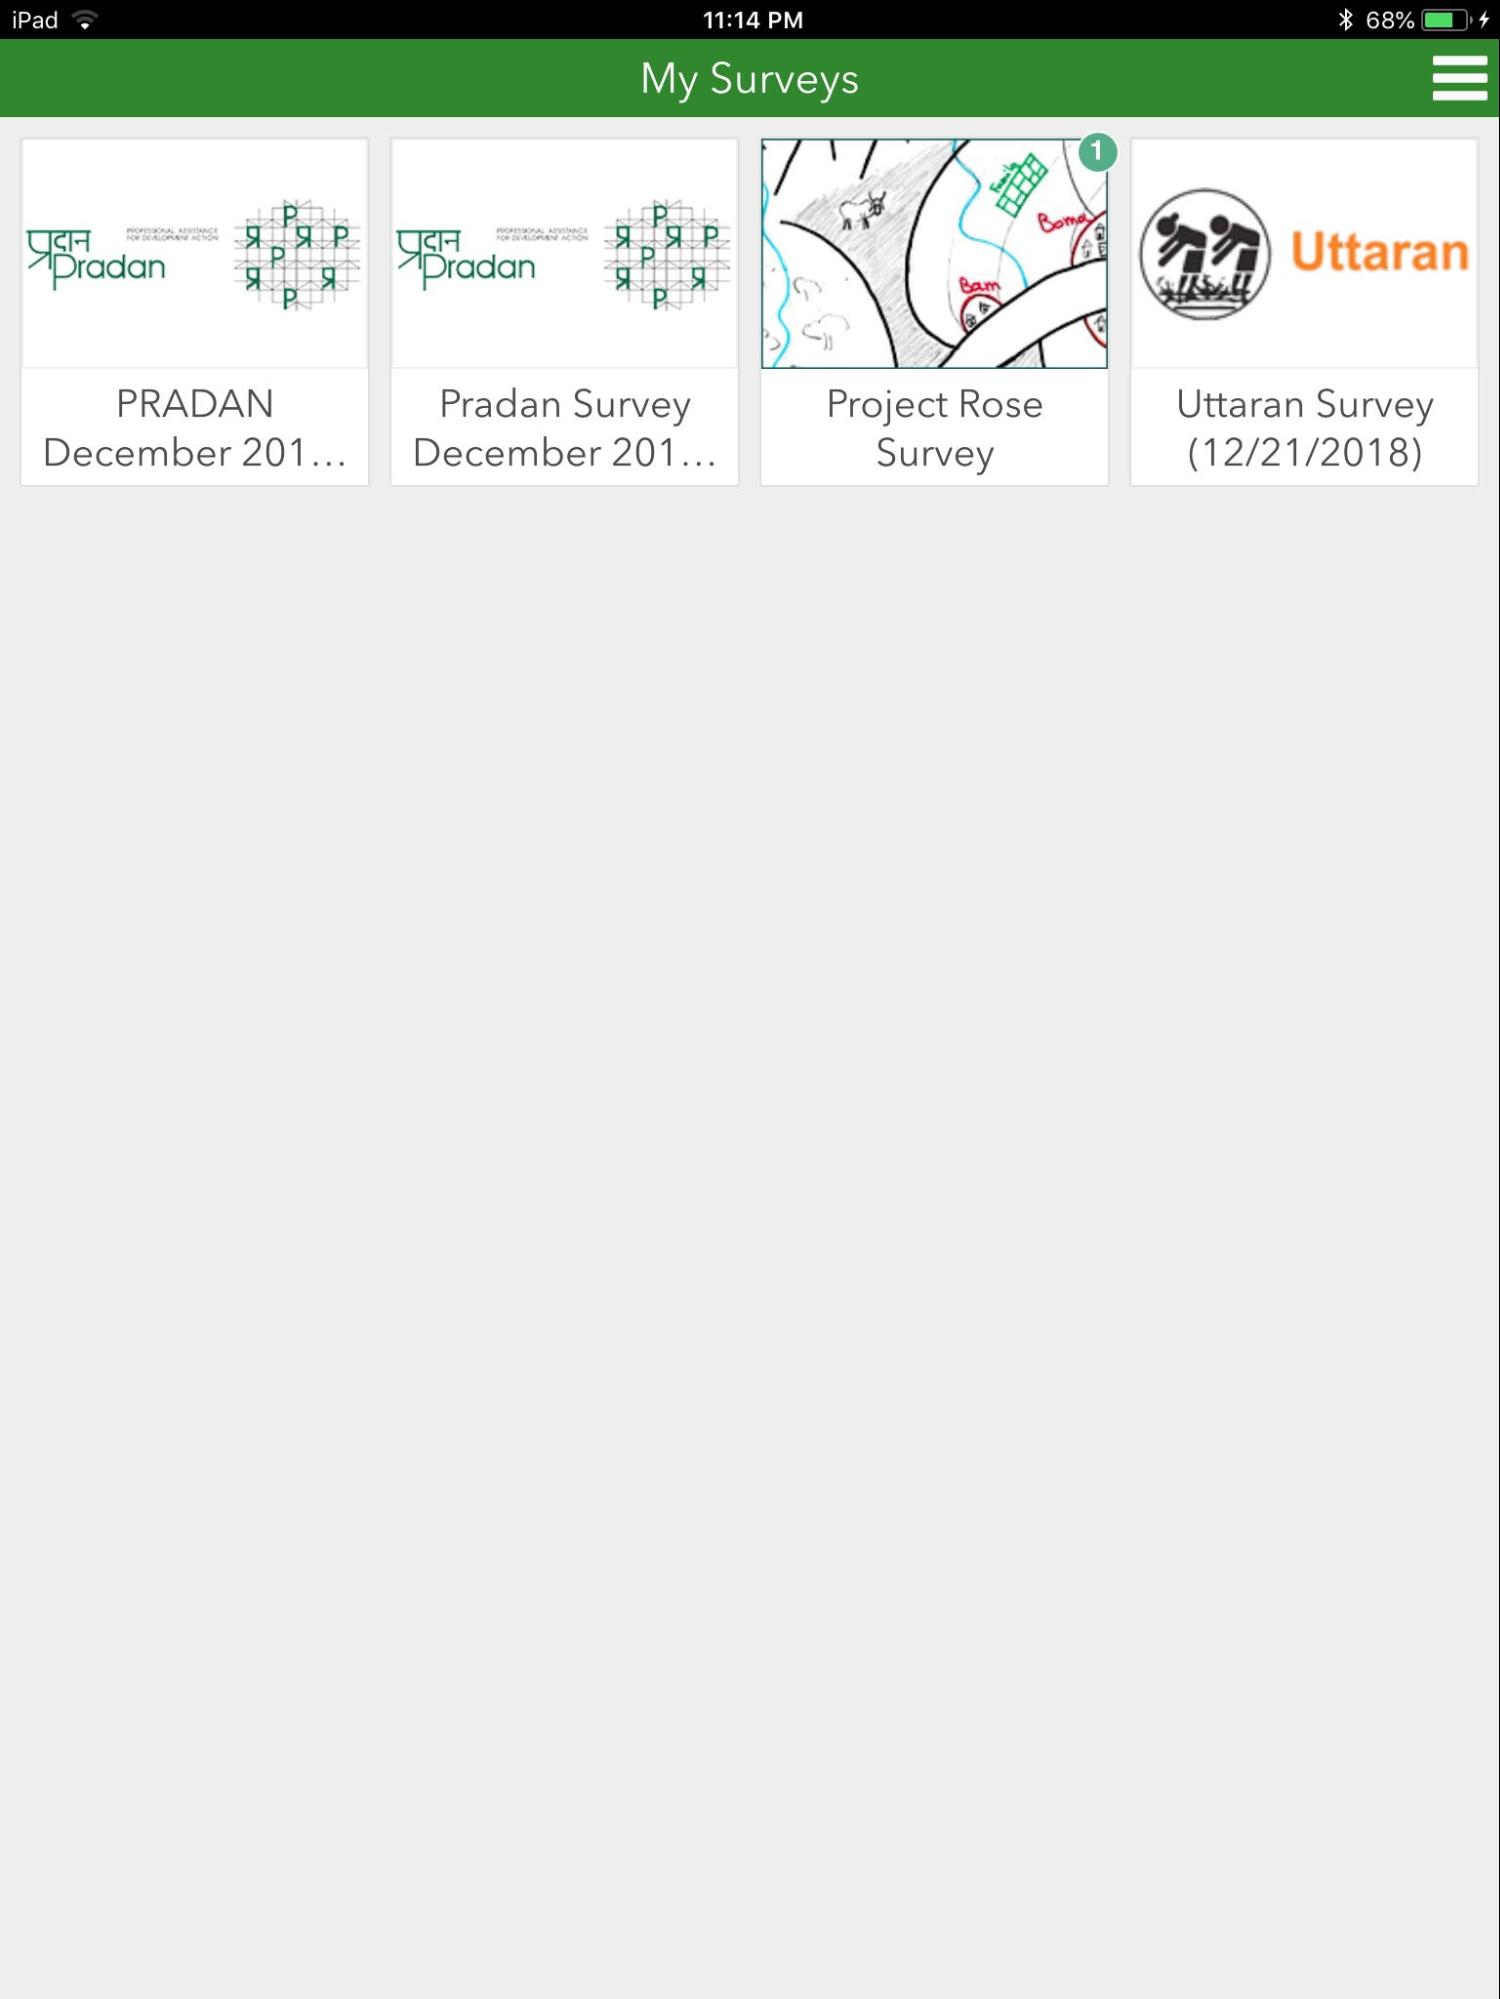 iPad
11:14 PM
68%
My Surveys
प्रदान
Pradan
PROFESSIONAL ASSISTANCE
FOR DEVELOPMENT ACTION
P
प्र प्र P
P
प्र प्र
P
PRADAN
December 201...
प्रदान
Pradan
PROFESSIONAL ASSISTANCE
FOR DEVELOPMENT ACTION
P
प्र प्र P
P
प्र प्र
P
Pradan Survey
December 201...
1
Boma
Bam
Project Rose
Survey
Uttaran
Uttaran Survey
(12/21/2018)